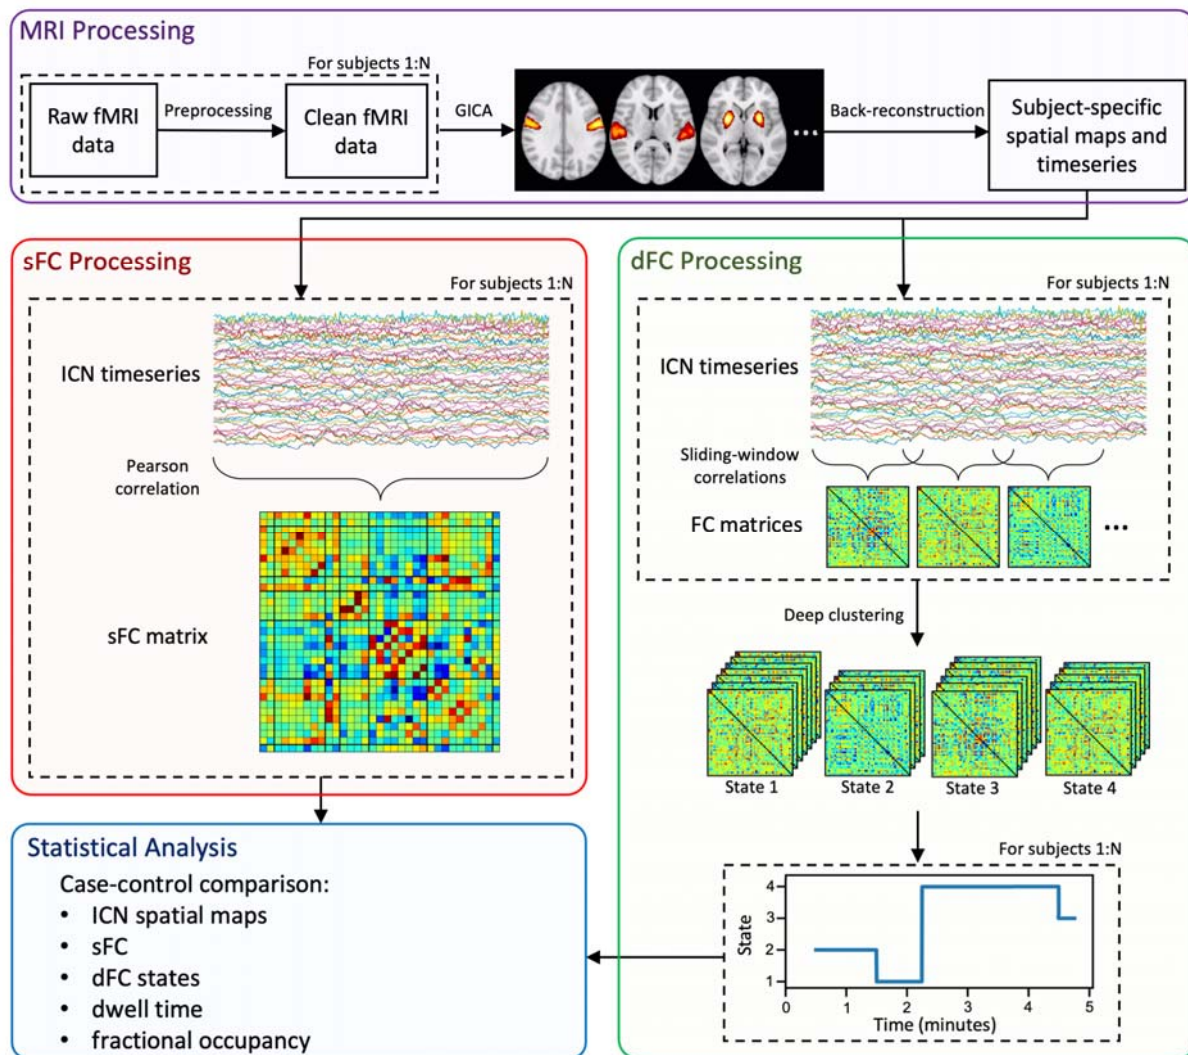 MRI Processing
For subjects 1:N
Raw fMRI
data
Preprocessing
Clean fMRI
data
GICA
...
Back-reconstruction
Subject-specific
spatial maps and
timeseries
sFC Processing
For subjects 1:N
ICN timeseries
Pearson
correlation
sFC matrix
dFC Processing
For subjects 1:N
ICN timeseries
Sliding-window
correlations
FC matrices
...
Deep clustering
State 1
State 2
State 3
State 4
For subjects 1:N
State
4
3
2
1
0
1
2
3
4
5
Time (minutes)
Statistical Analysis
Case-control comparison:
• ICN spatial maps
• sFC
• dFC states
• dwell time
• fractional occupancy